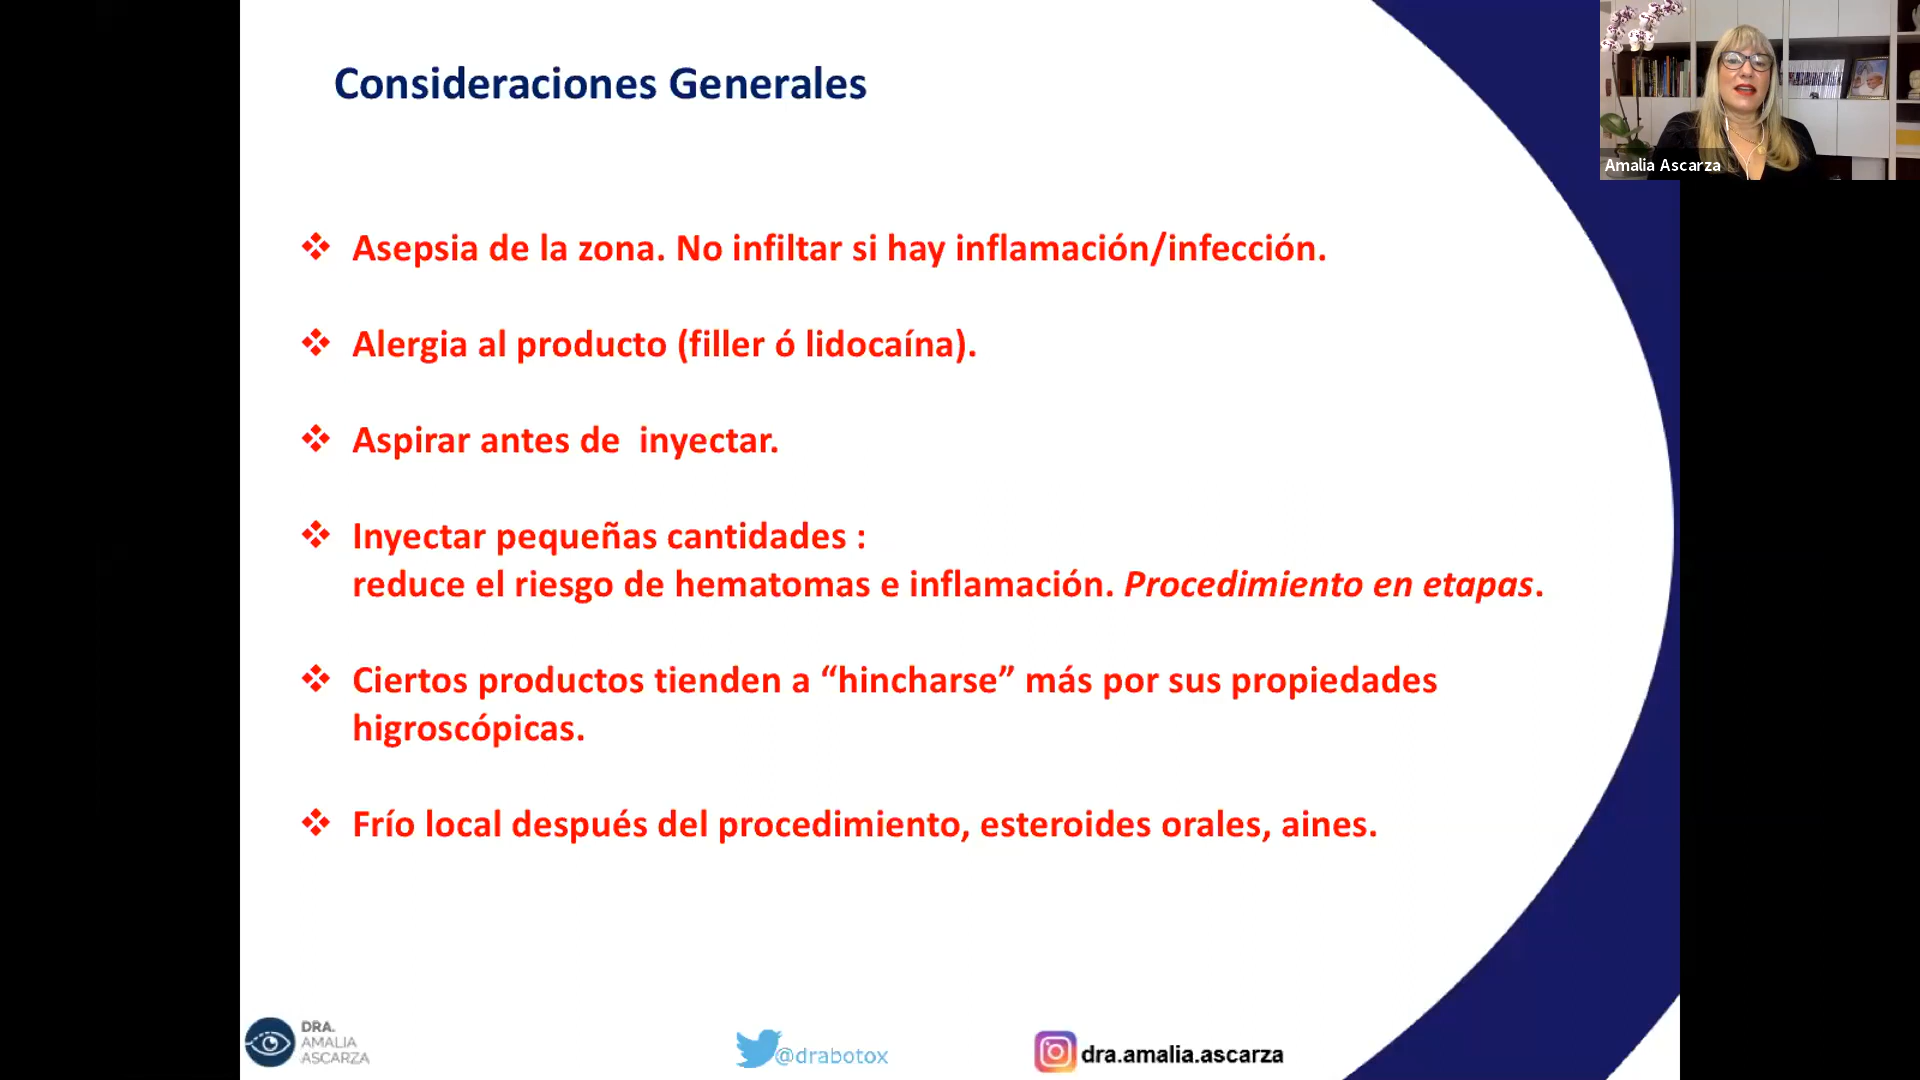 Consideraciones Generales
Amalia Ascarza
❖ Asepsia de la zona. No infiltar si hay inflamación/infección.
❖ Alergia al producto (filler ó lidocaína).
❖ Aspirar antes de  inyectar.
❖ Inyectar pequeñas cantidades :
reduce el riesgo de hematomas e inflamación. Procedimiento en etapas.
❖ Ciertos productos tienden a “hincharse” más por sus propiedades
higroscópicas.
❖ Frío local después del procedimiento, esteroides orales, aines.
DRA.
AMALIA
ASCARZA
@drabotox
dra.amalia.ascarza